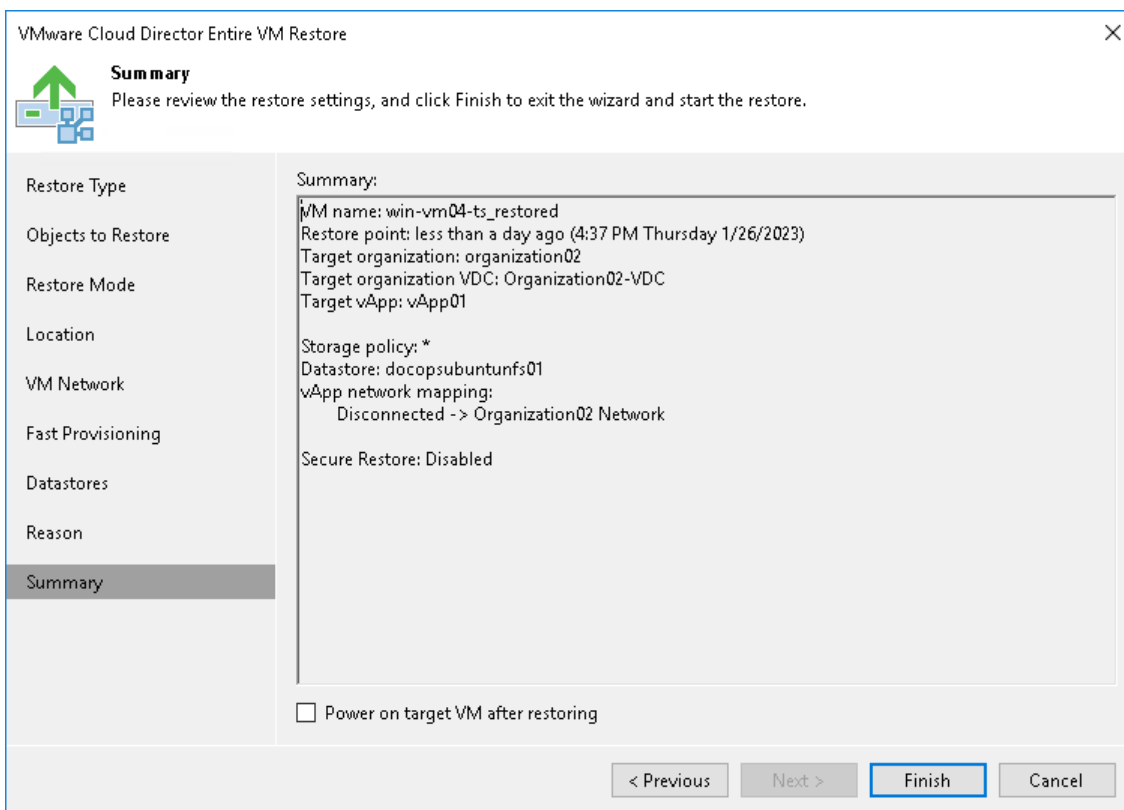 VMware Cloud Director Entire VM Restore
Summary
Please review the restore settings, and click Finish to exit the wizard and start the restore.
Restore Type
Objects to Restore
Restore Mode
Location
VM Network
Fast Provisioning
Datastores
Reason
Summary
Summary:
VM name: win-vm04-ts_restored
Restore point: less than a day ago (4:37 PM Thursday 1/26/2023)
Target organization: organization02
Target organization VDC: Organization02-VDC
Target vApp: vApp01
Storage policy: *
Datastore: docopsubuntunfs01
vApp network mapping:
Disconnected -> Organization02 Network
Secure Restore: Disabled
Power on target VM after restoring
< Previous
Next >
Finish
Cancel